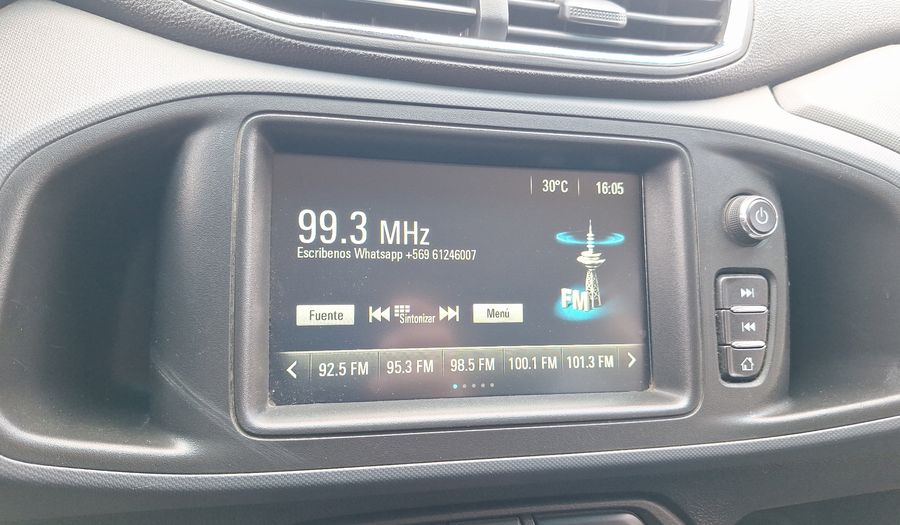 30°C 16:05
99.3 MHz
Escribenos Whatsapp +569 61246007
FM
Fuente Sintonizar Menú
92.5 FM 95.3 FM 98.5 FM 100.1 FM 101.3 FM